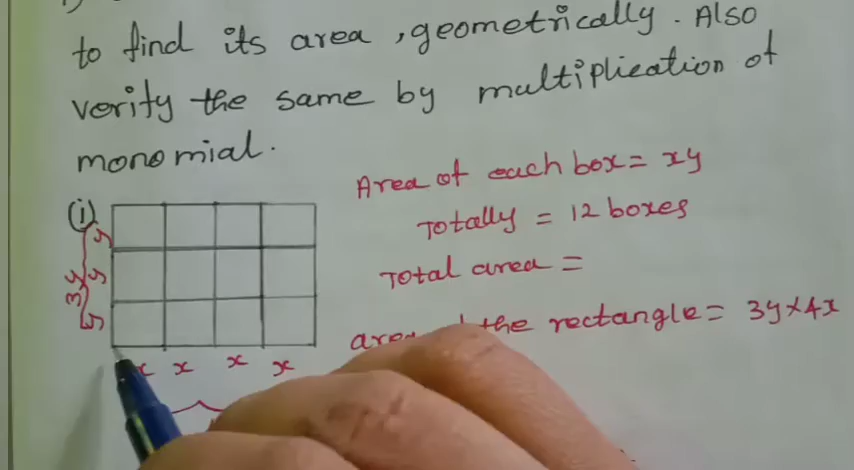 to find its area, geometrically. Also
verify the same by multiplication of
monomial.
(i)
Area of each box = xy
Totally = 12 boxes
Total area =
the rectangle = 3y×4x
3y
y
y
y
x x x x